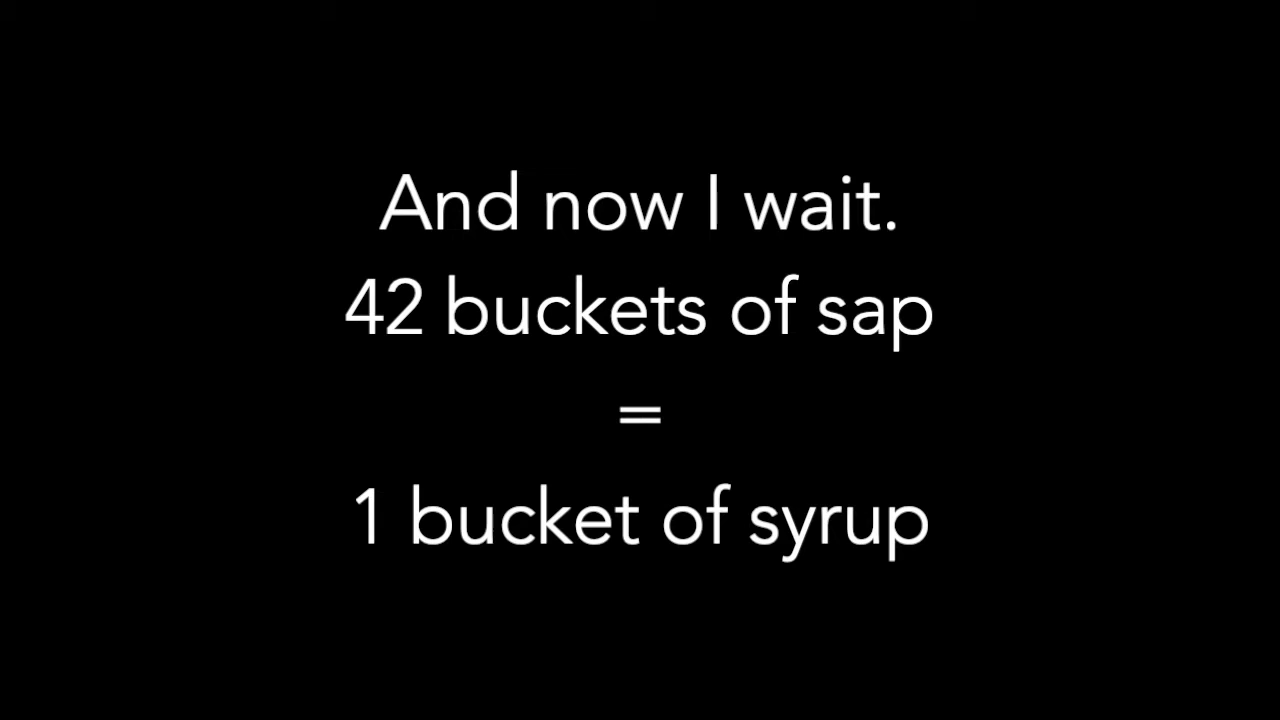 And now I wait.
42 buckets of sap
=
1 bucket of syrup